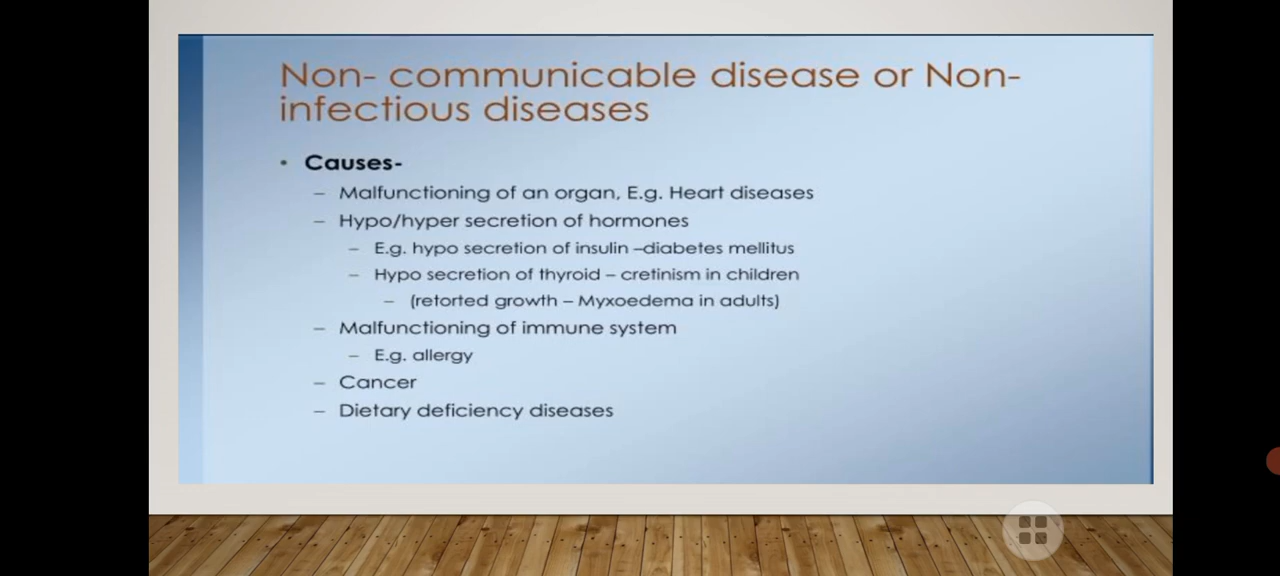 Non- communicable disease or Non-
infectious diseases
• Causes-
– Malfunctioning of an organ, E.g. Heart diseases
– Hypo/hyper secretion of hormones
– E.g. hypo secretion of insulin –diabetes mellitus
– Hypo secretion of thyroid – cretinism in children
– (retorted growth – Myxoedema in adults)
– Malfunctioning of immune system
– E.g. allergy
– Cancer
– Dietary deficiency diseases